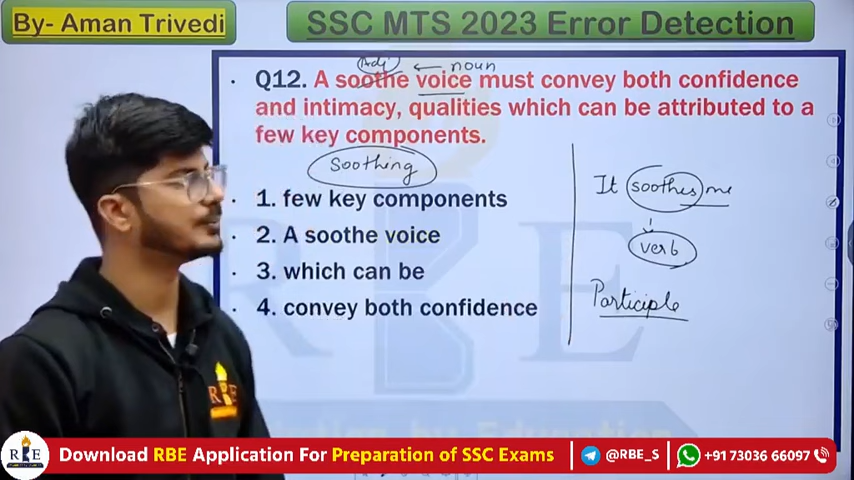 By- Aman Trivedi
SSC MTS 2023 Error Detection
Adj ← noun
Q12. A soothe voice must convey both confidence
and intimacy, qualities which can be attributed to a
few key components.
Soothing
1. few key components
2. A soothe voice
3. which can be
4. convey both confidence
It soothes me
verb
Participle
RBE
RBE
Download RBE Application For Preparation of SSC Exams
@RBE_S
+91 73036 66097